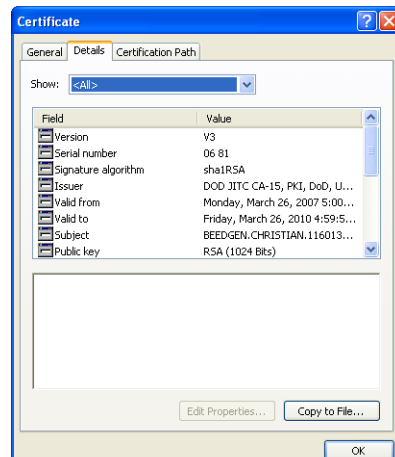 Certificate
General Details Certification Path
Show: <All>
Field Value
Version V3
Serial number 06 81
Signature algorithm sha1RSA
Issuer DOD JITC CA-15, PKI, DoD, U...
Valid from Monday, March 26, 2007 5:00...
Valid to Friday, March 26, 2010 4:59:5...
Subject BEEDGEN.CHRISTIAN.116013...
Public key RSA (1024 Bits)
Edit Properties... Copy to File...
OK